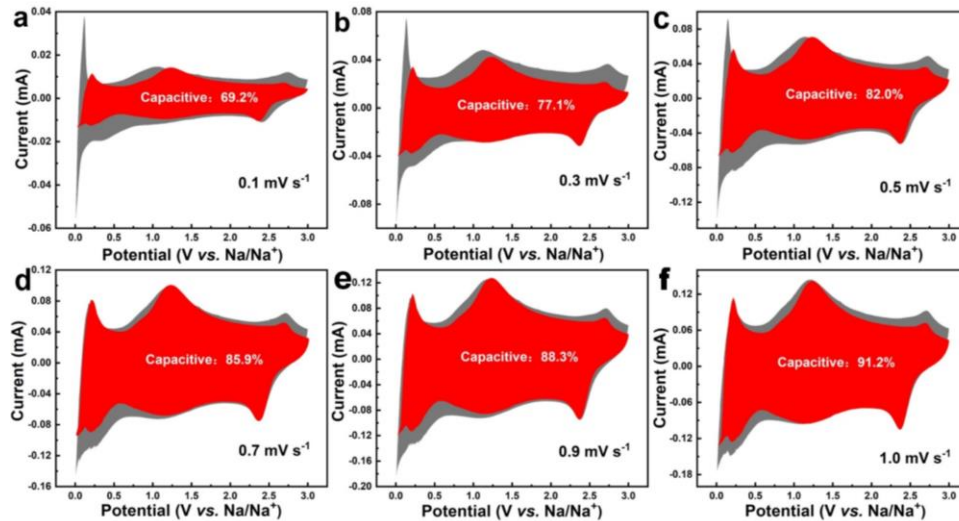 a
Current (mA)
0.04
0.02
0.00
-0.02
-0.04
-0.06
Capacitive: 69.2%
0.1 mV s⁻¹
0.0 0.5 1.0 1.5 2.0 2.5 3.0
Potential (V vs. Na/Na⁺)
b
Current (mA)
0.08
0.04
0.00
-0.04
-0.08
Capacitive: 77.1%
0.3 mV s⁻¹
0.0 0.5 1.0 1.5 2.0 2.5 3.0
Potential (V vs. Na/Na⁺)
c
Current (mA)
0.12
0.08
0.04
0.00
-0.04
-0.08
-0.12
Capacitive: 82.0%
0.5 mV s⁻¹
0.0 0.5 1.0 1.5 2.0 2.5 3.0
Potential (V vs. Na/Na⁺)
d
Current (mA)
0.12
0.08
0.04
0.00
-0.04
-0.08
-0.12
-0.16
Capacitive: 85.9%
0.7 mV s⁻¹
0.0 0.5 1.0 1.5 2.0 2.5 3.0
Potential (V vs. Na/Na⁺)
e
Current (mA)
0.12
0.08
0.04
0.00
-0.04
-0.08
-0.12
-0.16
-0.20
Capacitive: 88.3%
0.9 mV s⁻¹
0.0 0.5 1.0 1.5 2.0 2.5 3.0
Potential (V vs. Na/Na⁺)
f
Current (mA)
0.12
0.06
0.00
-0.06
-0.12
-0.18
Capacitive: 91.2%
1.0 mV s⁻¹
0.0 0.5 1.0 1.5 2.0 2.5 3.0
Potential (V vs. Na/Na⁺)